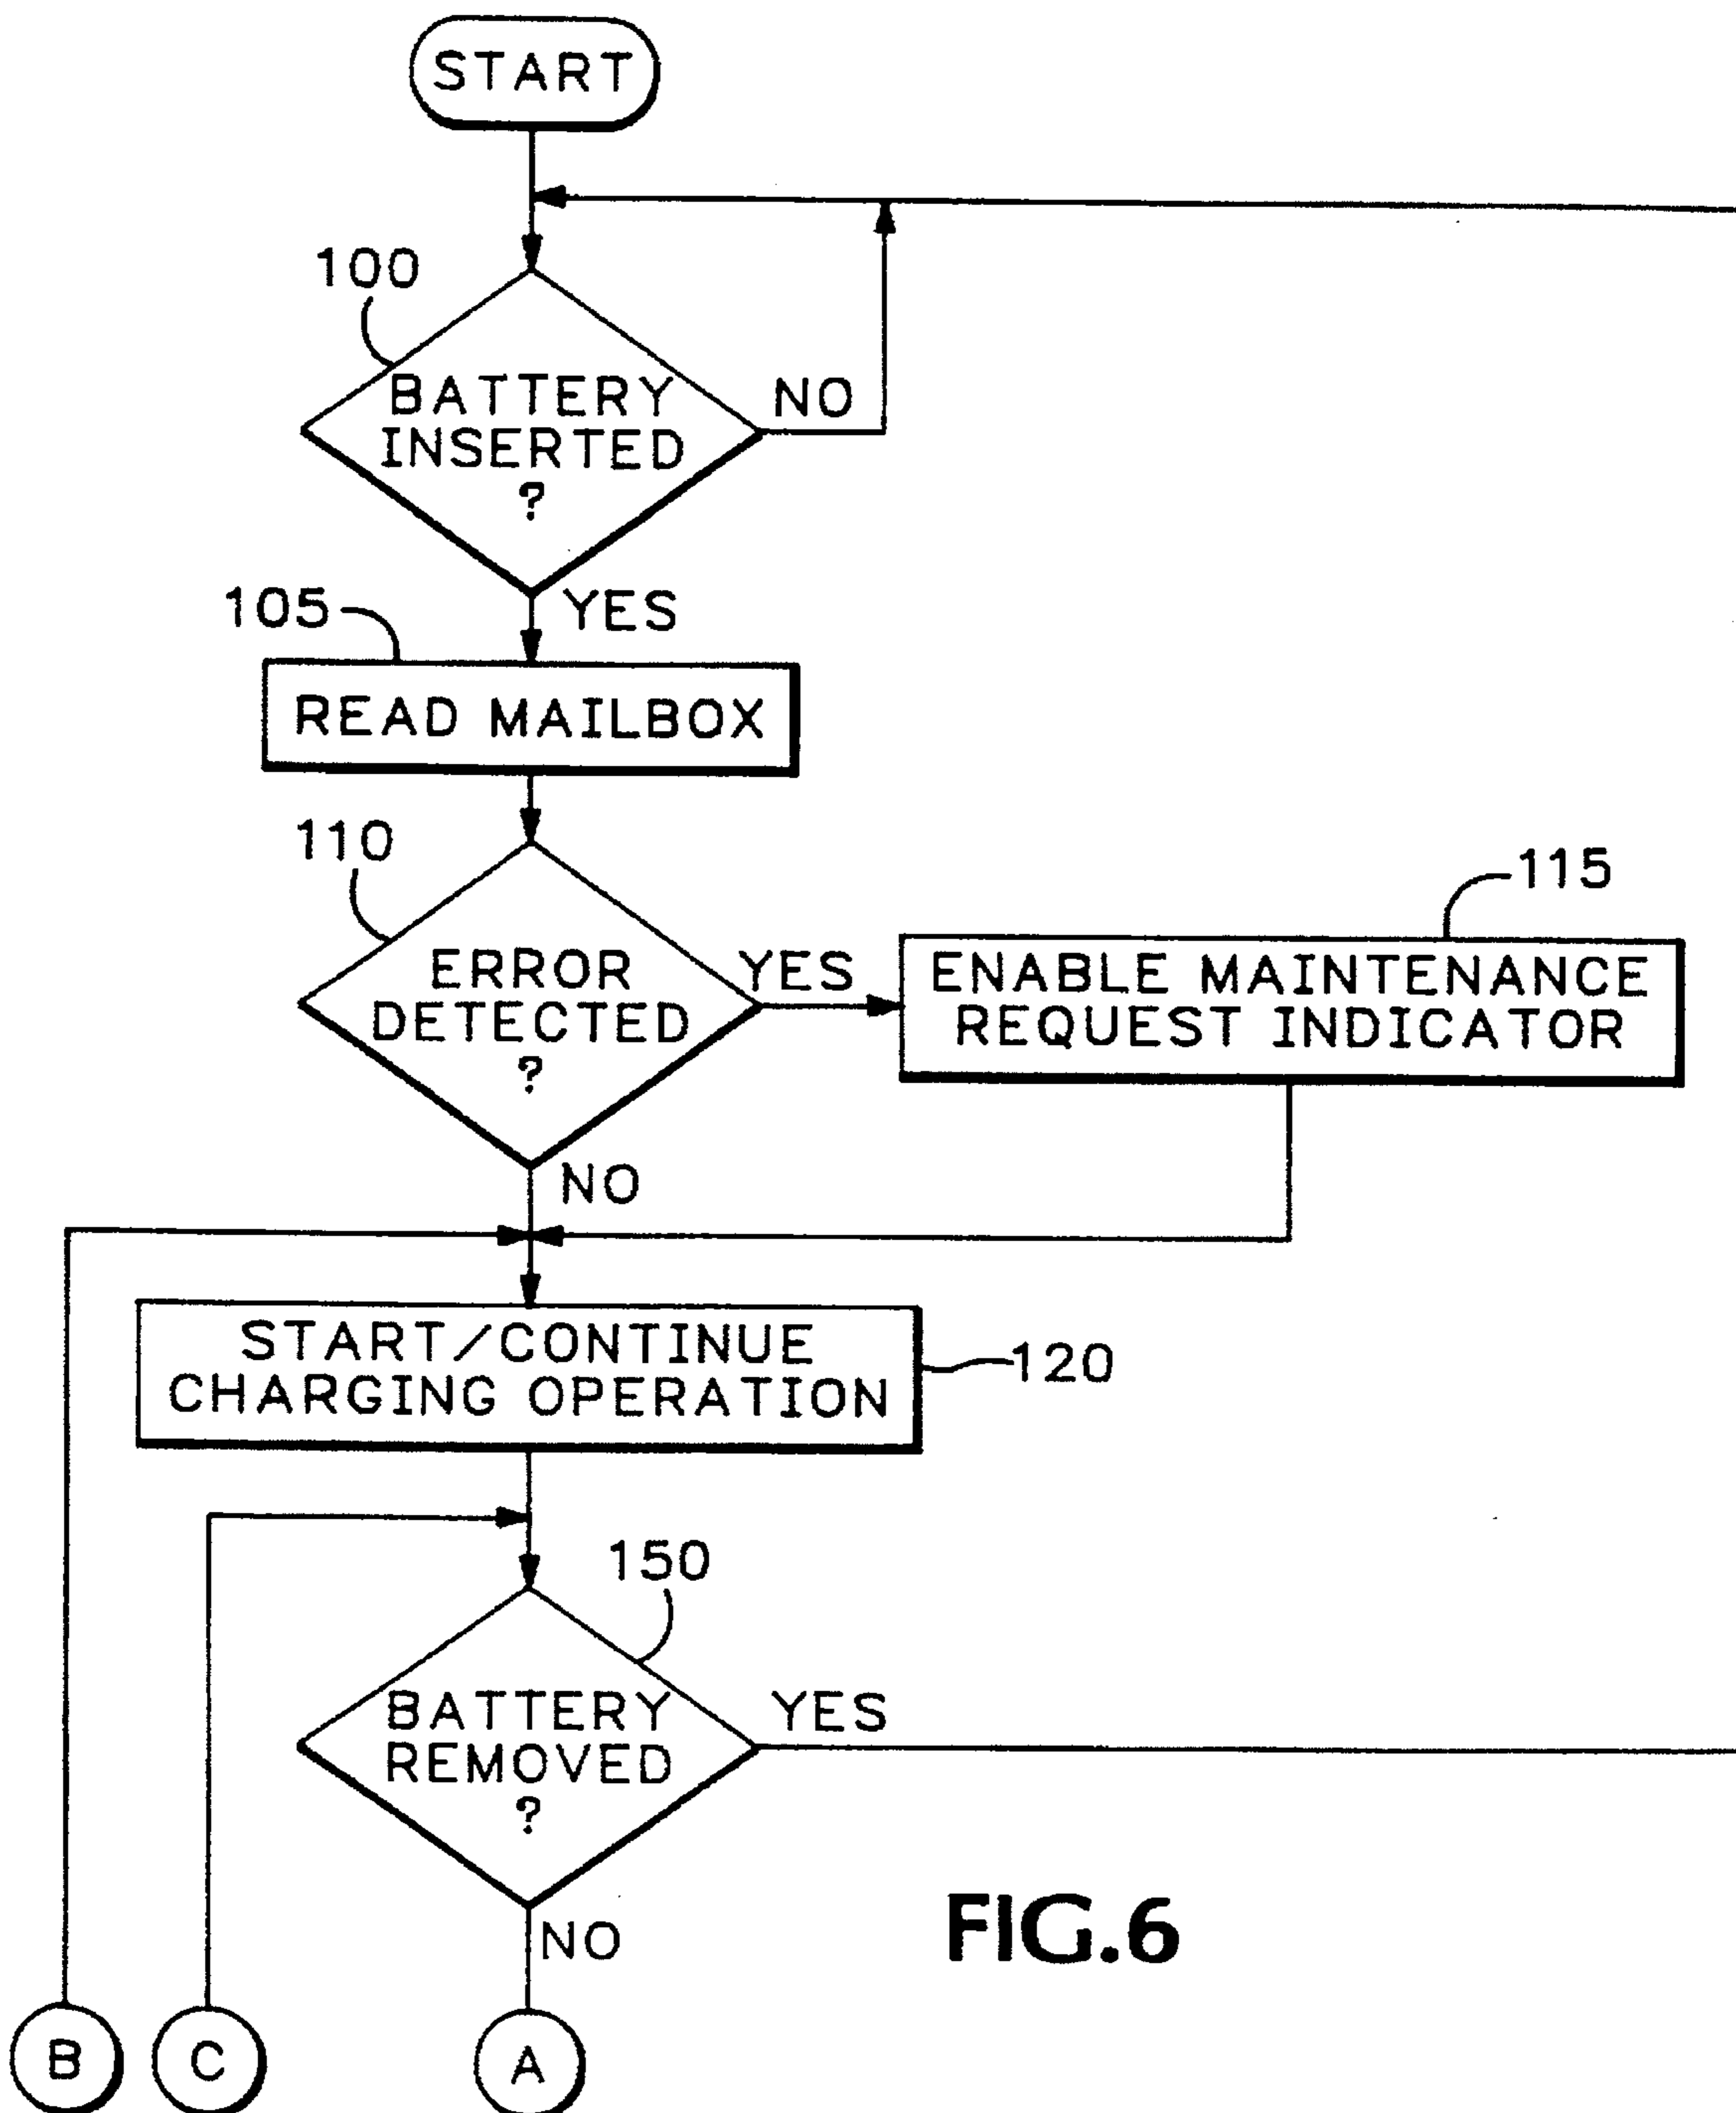 START
100
BATTERY
INSERTED
?
NO
YES
105
READ MAILBOX
110
ERROR
DETECTED
?
YES
115
ENABLE MAINTENANCE
REQUEST INDICATOR
NO
START/CONTINUE
CHARGING OPERATION
120
150
BATTERY
REMOVED
?
YES
NO
FIG.6
B
C
A